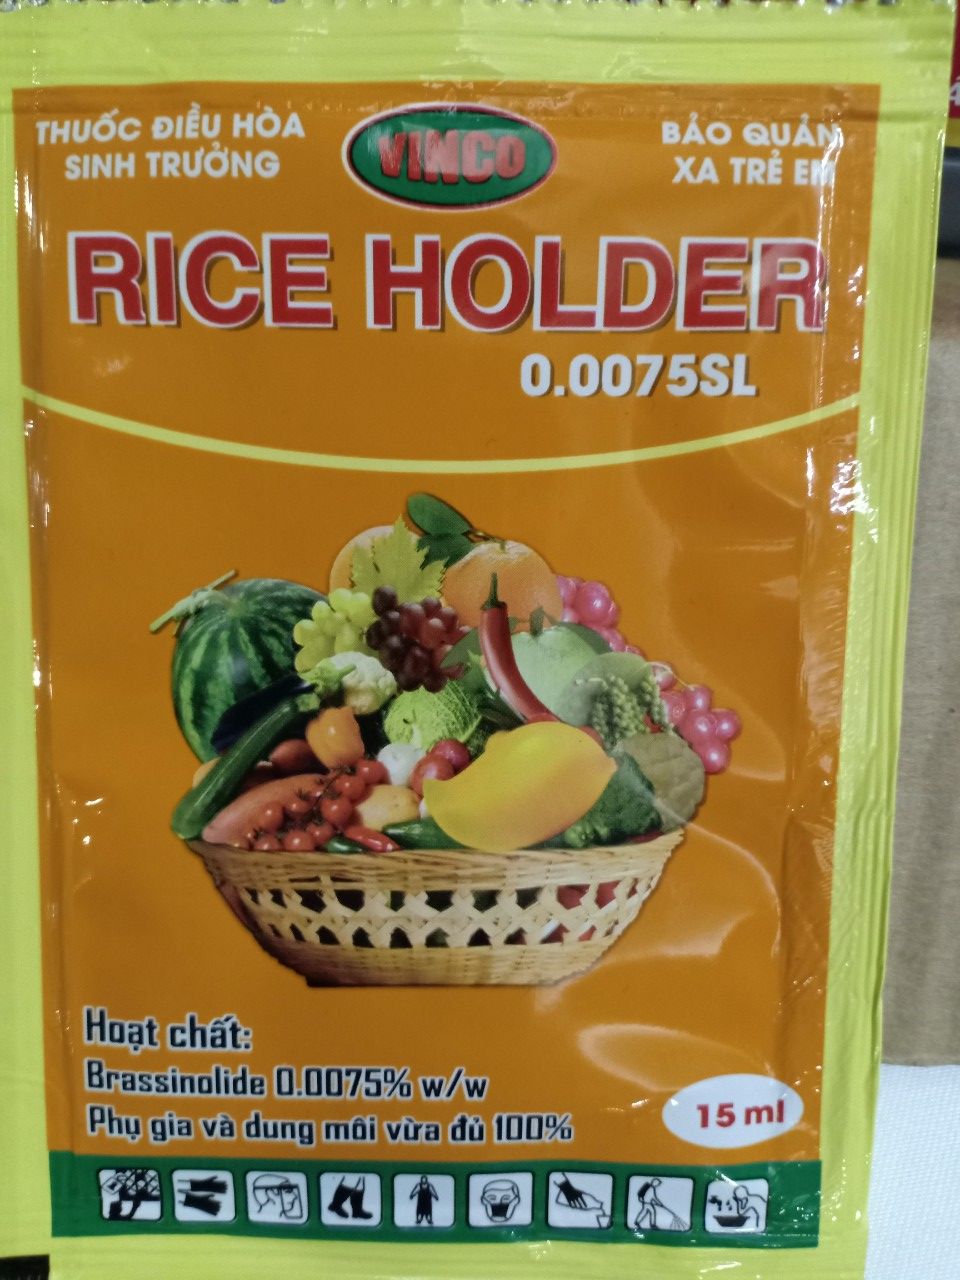 THUỐC ĐIỀU HÒA
SINH TRƯỞNG
VINCO
BẢO QUẢN
XA TRẺ EM
RICE HOLDER
0.0075SL
Hoạt chất:
Brassinolide 0.0075% w/w
Phụ gia và dung môi vừa đủ 100%
15 ml